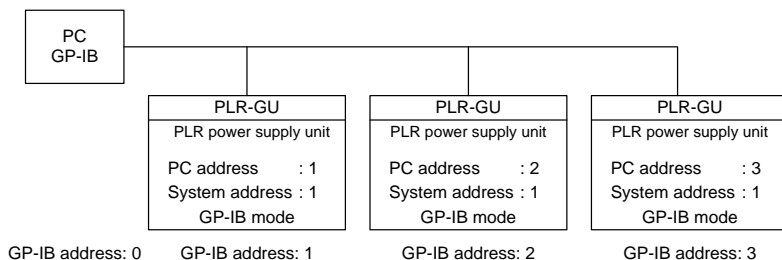 PC
GP-IB
PLR-GU
PLR power supply unit
PC address : 1
System address : 1
GP-IB mode
PLR-GU
PLR power supply unit
PC address : 2
System address : 1
GP-IB mode
PLR-GU
PLR power supply unit
PC address : 3
System address : 1
GP-IB mode
GP-IB address: 0
GP-IB address: 1
GP-IB address: 2
GP-IB address: 3